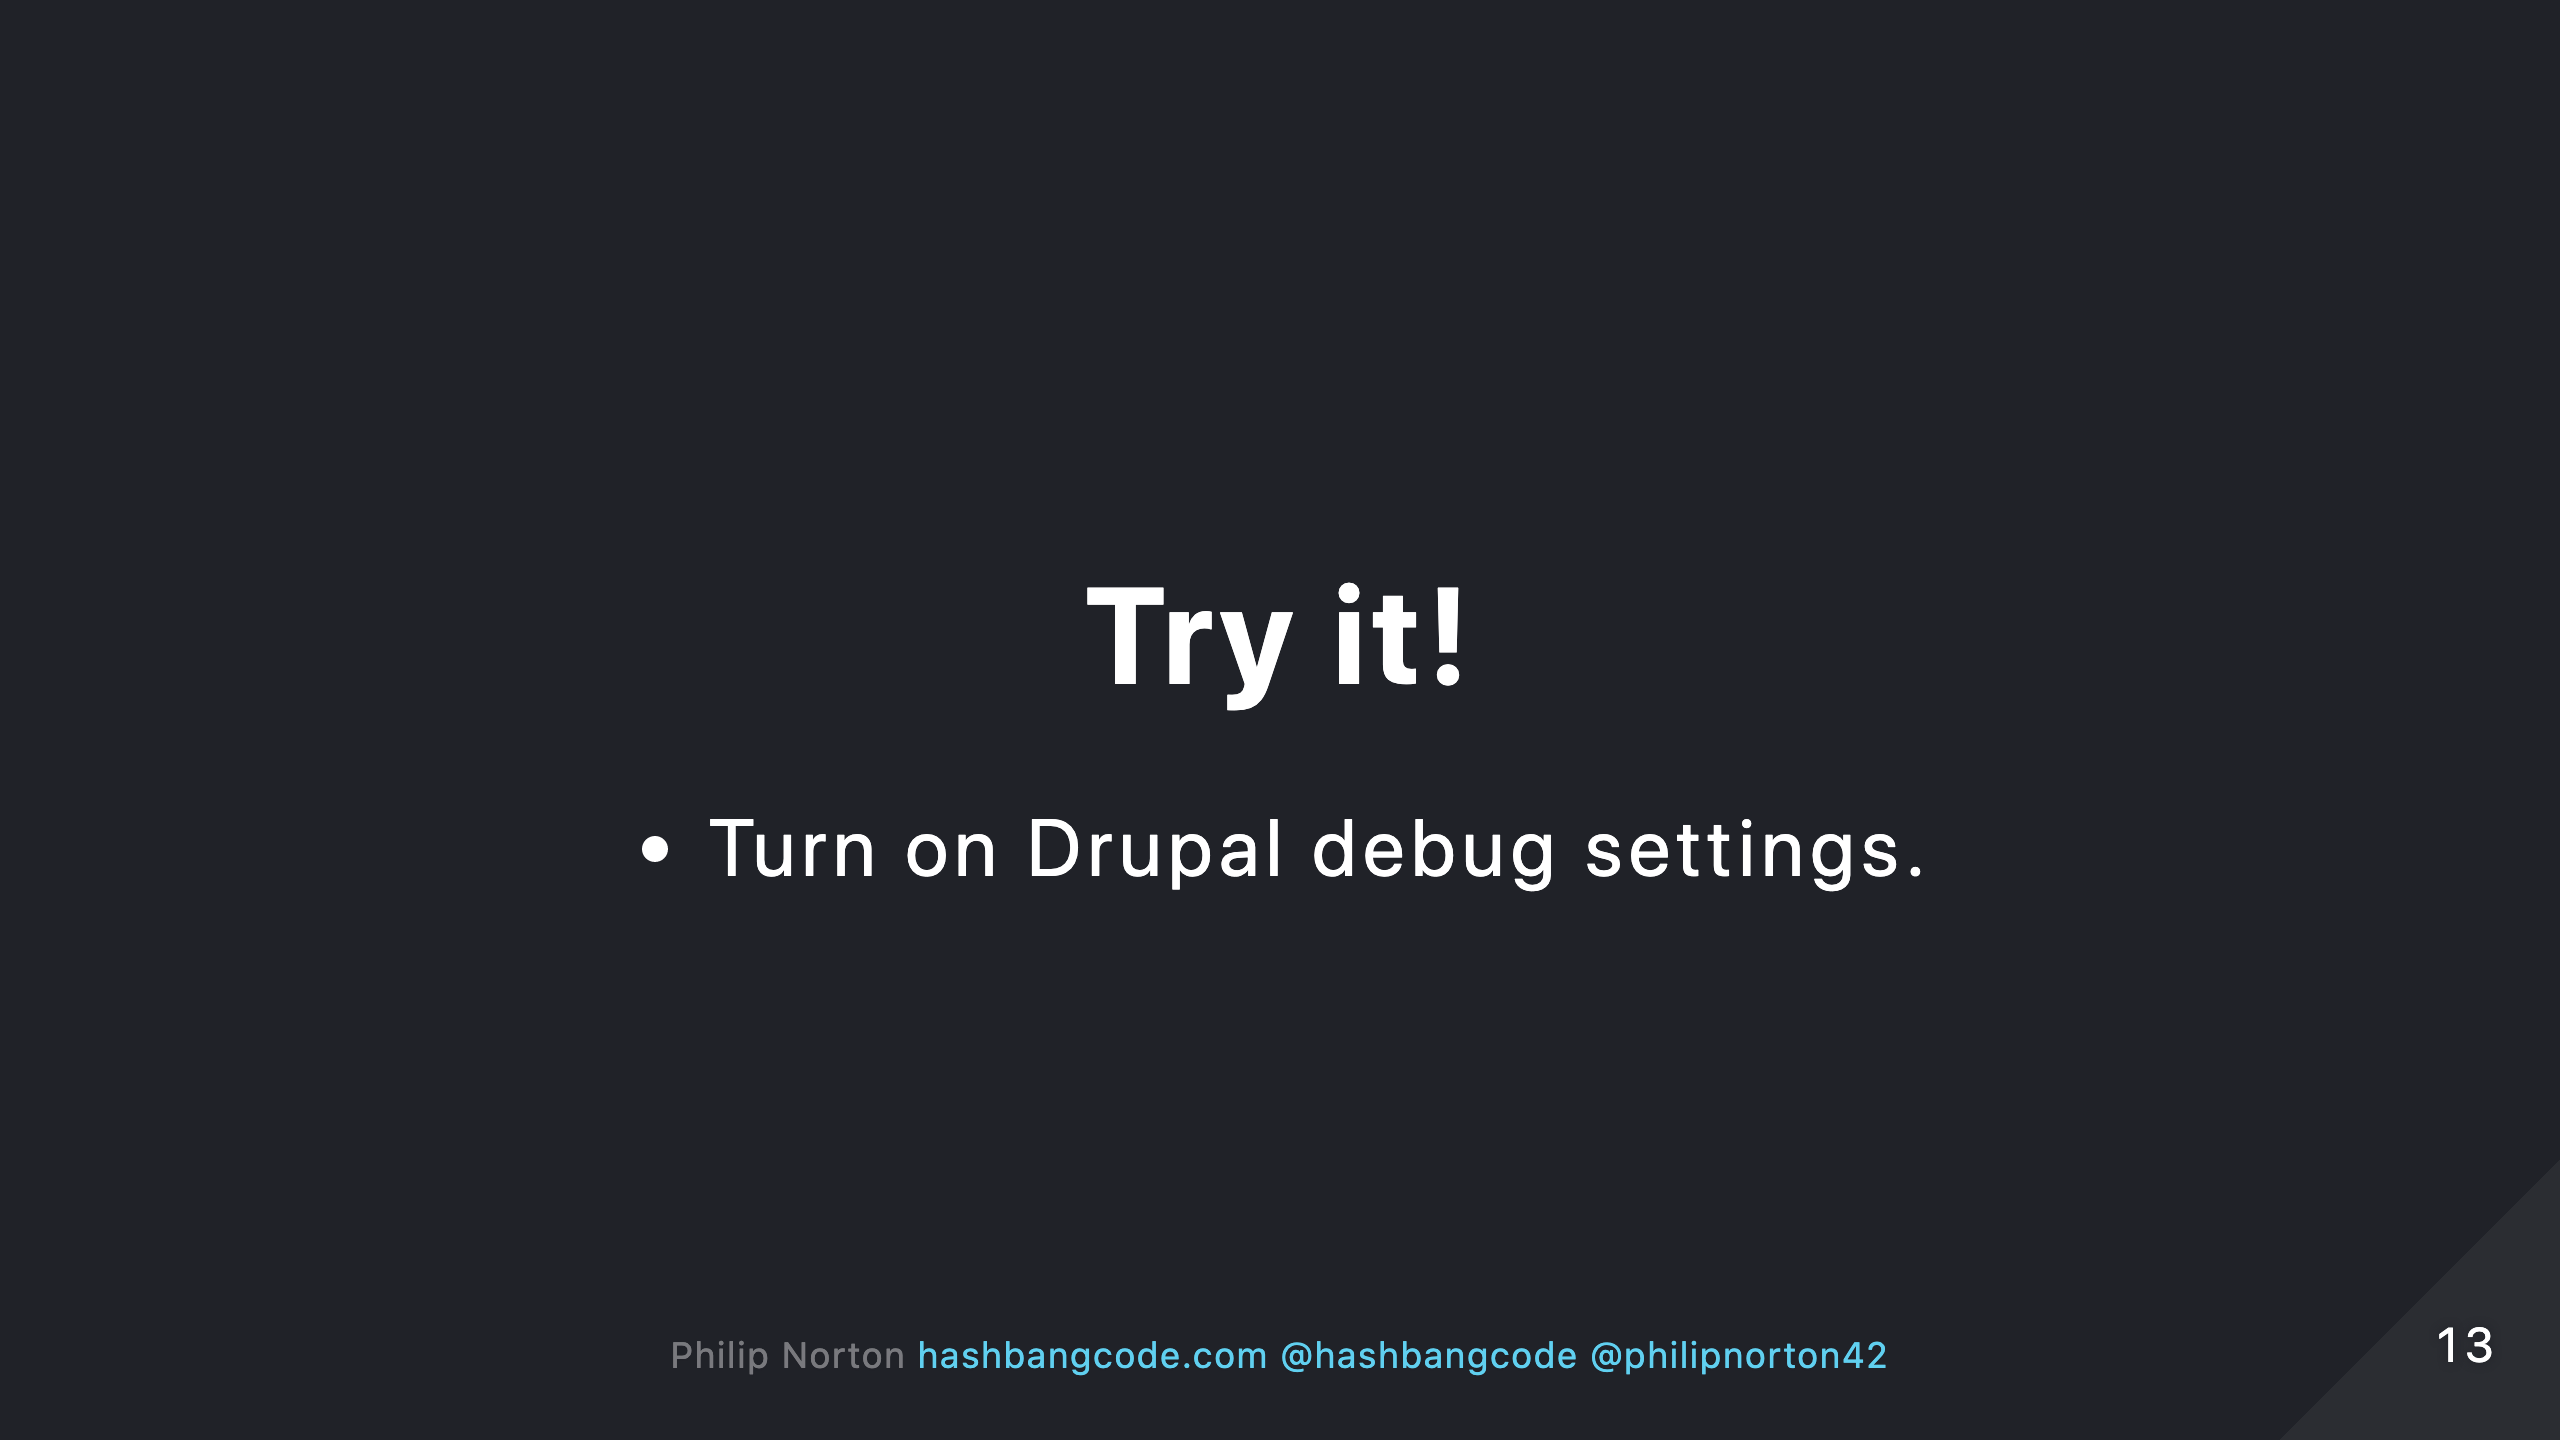 Try it!
• Turn on Drupal debug settings.
Philip Norton hashbangcode.com @hashbangcode @philipnorton42
13